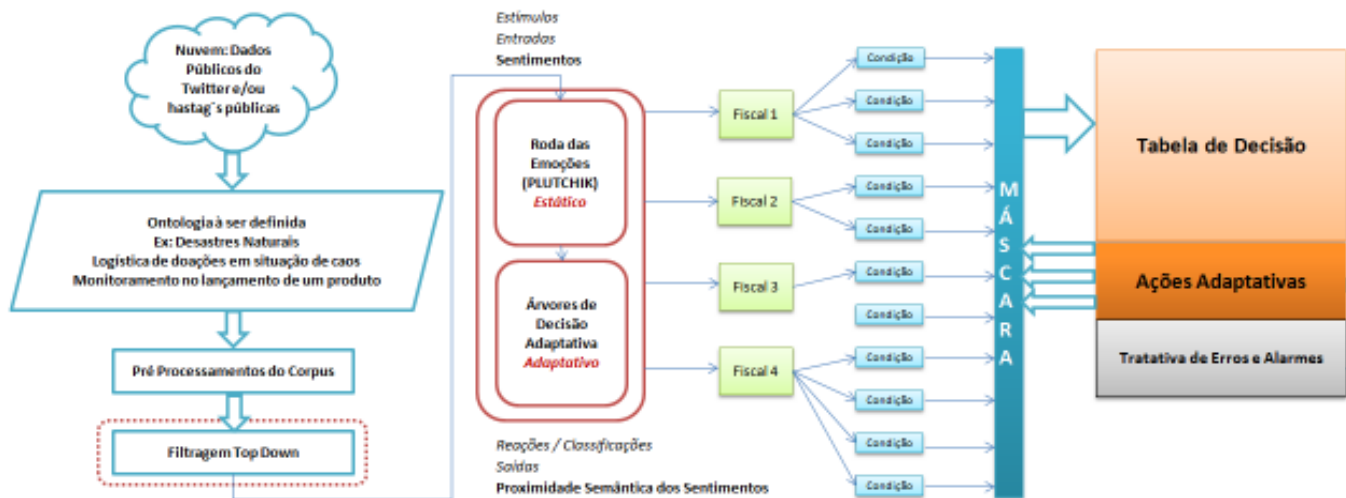 Nuvem: Dados
Públicos do
Twitter e/ou
hastag´s públicas
Ontologia à ser definida
Ex: Desastres Naturais
Logística de doações em situação de caos
Monitoramento no lançamento de um produto
Pré Processamentos do Corpus
Filtragem Top Down
Estímulos
Entradas
Sentimentos
Roda das
Emoções
(PLUTCHIK)
Estático
Árvores de
Decisão
Adaptativa
Adaptativo
Reações / Classificações
Saídas
Proximidade Semântica dos Sentimentos
Fiscal 1
Fiscal 2
Fiscal 3
Fiscal 4
Condição
Condição
Condição
Condição
Condição
Condição
Condição
Condição
Condição
Condição
Condição
MÁSCARA
Tabela de Decisão
Ações Adaptativas
Tratativa de Erros e Alarmes